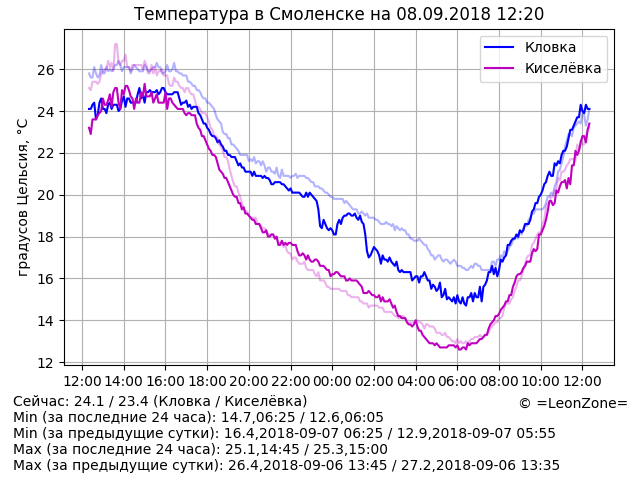 Температура в Смоленске на 08.09.2018 12:20
Кловка
Киселёвка
градусов Цельсия, °C
26
24
22
20
18
16
14
12
12:00 14:00 16:00 18:00 20:00 22:00 00:00 02:00 04:00 06:00 08:00 10:00 12:00
Сейчас: 24.1 / 23.4 (Кловка / Киселёвка)
© =LeonZone=
Min (за последние 24 часа): 14.7,06:25 / 12.6,06:05
Min (за предыдущие сутки): 16.4,2018-09-07 06:25 / 12.9,2018-09-07 05:55
Max (за последние 24 часа): 25.1,14:45 / 25.3,15:00
Max (за предыдущие сутки): 26.4,2018-09-06 13:45 / 27.2,2018-09-06 13:35